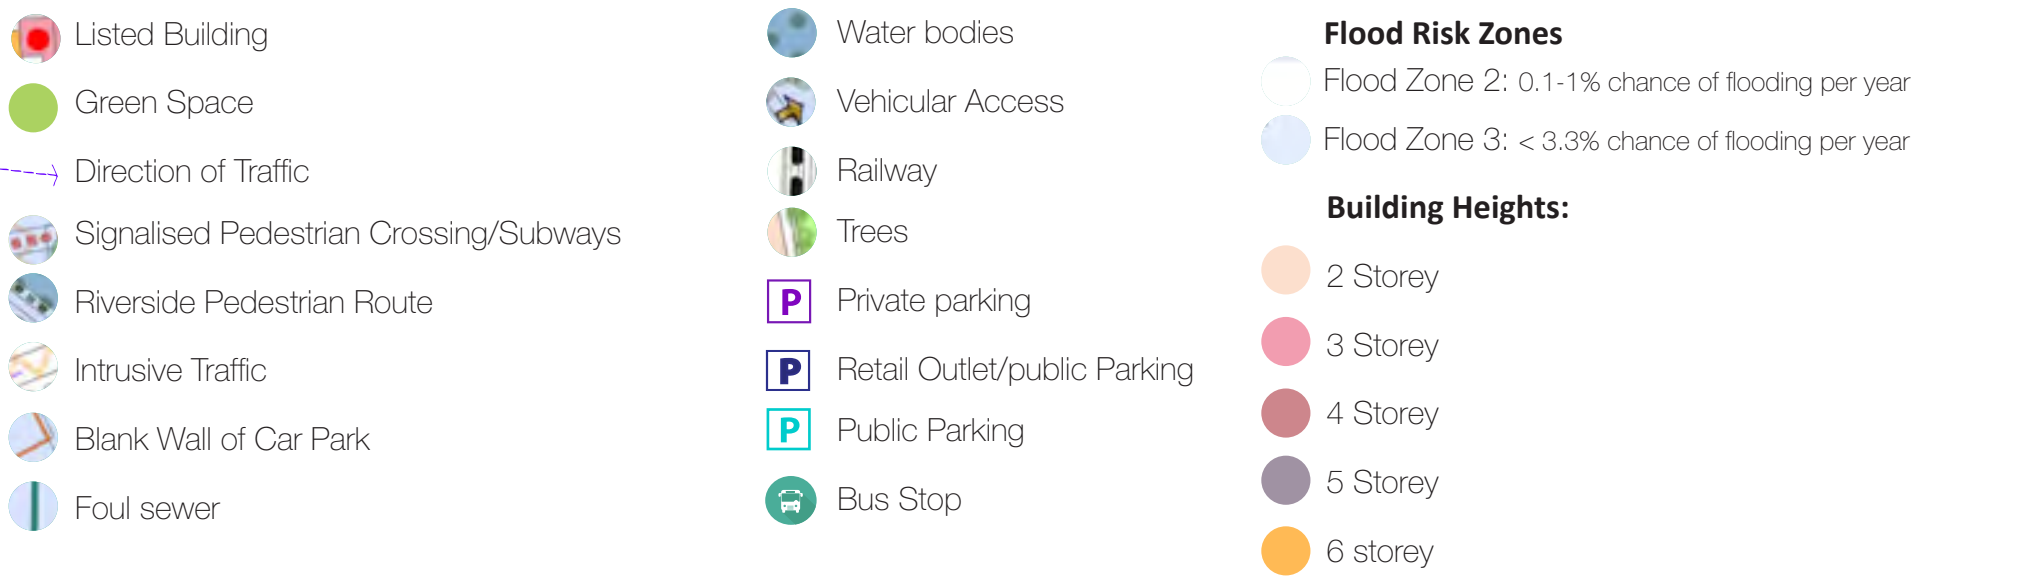 Listed Building
Green Space
Direction of Traffic
Signalised Pedestrian Crossing/Subways
Riverside Pedestrian Route
Intrusive Traffic
Blank Wall of Car Park
Foul sewer
Water bodies
Vehicular Access
Railway
Trees
P Private parking
P Retail Outlet/public Parking
P Public Parking
Bus Stop
Flood Risk Zones
Flood Zone 2: 0.1-1% chance of flooding per year
Flood Zone 3: < 3.3% chance of flooding per year
Building Heights:
2 Storey
3 Storey
4 Storey
5 Storey
6 storey